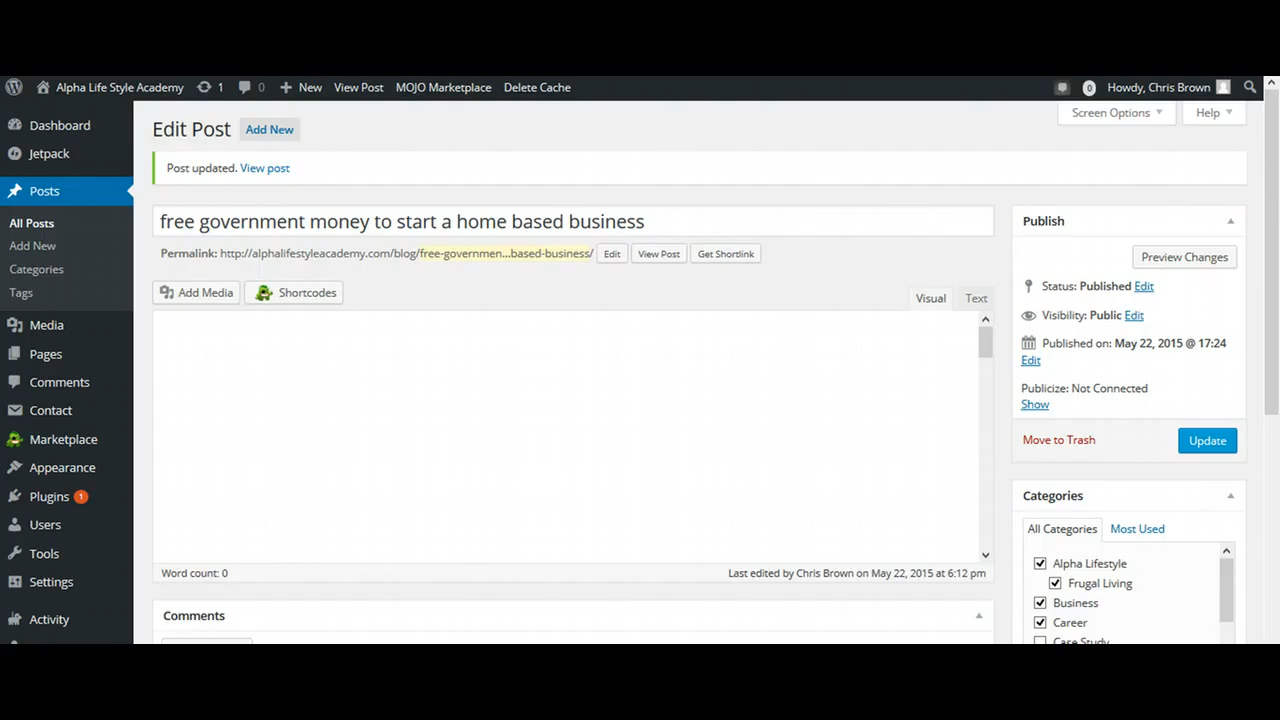 Alpha Life Style Academy 1 0 New View Post MOJO Marketplace Delete Cache 0 Howdy, Chris Brown
Screen Options Help
Dashboard
Jetpack
Posts
All Posts
Add New
Categories
Tags
Media
Pages
Comments
Contact
Marketplace
Appearance
Plugins 1
Users
Tools
Settings
Activity
Edit Post Add New
Post updated. View post
free government money to start a home based business
Permalink: http://alphalifestyleacademy.com/blog/free-governmen...based-business/ Edit View Post Get Shortlink
Add Media Shortcodes
Visual Text
Word count: 0 Last edited by Chris Brown on May 22, 2015 at 6:12 pm
Comments
Publish
Preview Changes
Status: Published Edit
Visibility: Public Edit
Published on: May 22, 2015 @ 17:24
Edit
Publicize: Not Connected
Show
Move to Trash Update
Categories
All Categories Most Used
Alpha Lifestyle
Frugal Living
Business
Career
Case Study